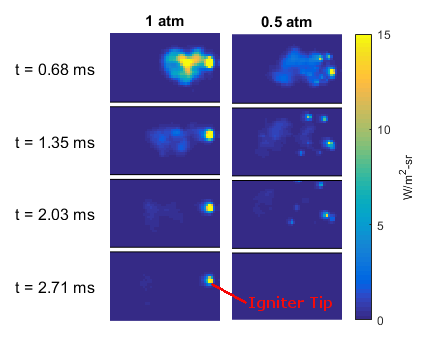 1 atm 0.5 atm
t = 0.68 ms
t = 1.35 ms
t = 2.03 ms
t = 2.71 ms
Igniter Tip
15
10
5
0
W/m²-sr